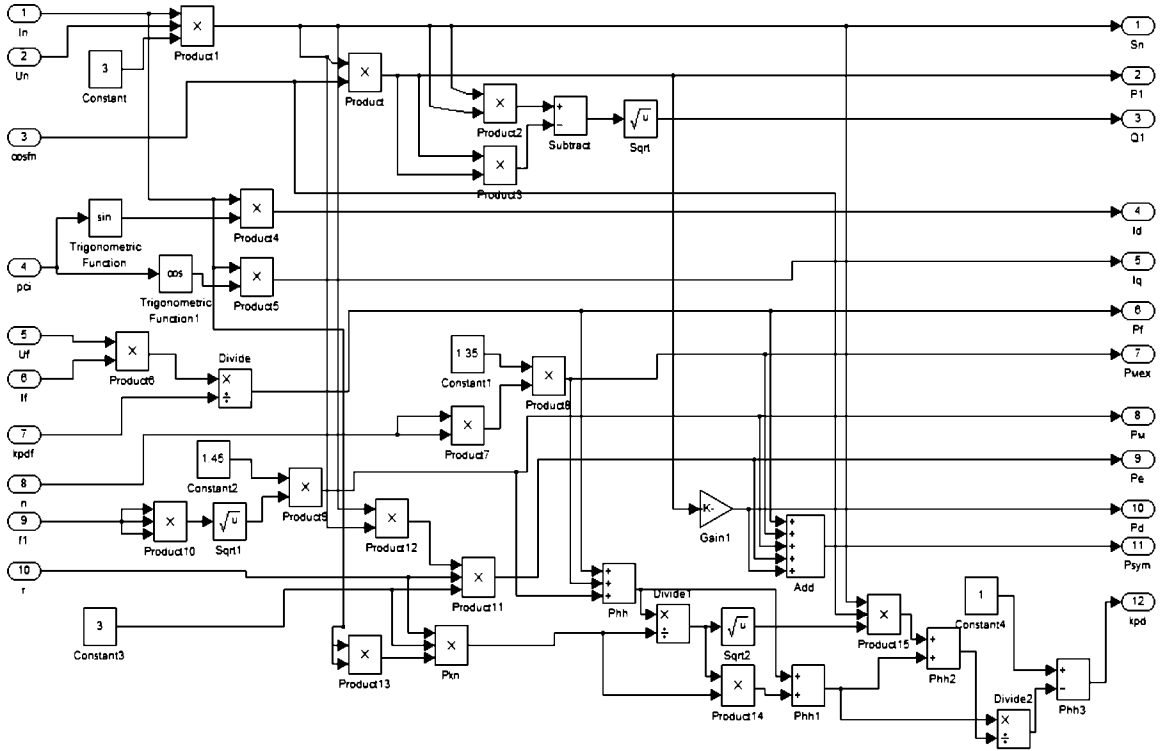 1
In
2
Un
3
Constant
×
Product1
×
Product
3
cosfn
×
Product2
×
Product3
+
−
Subtract
√u
Sqrt
1
Sn
2
P1
3
Q1
sin
Trigonometric
Function
×
Product4
4
Id
4
pci
cos
Trigonometric
Function1
×
Product5
5
Iq
6
Pf
5
Uf
6
If
×
Product6
Divide
×
÷
1.35
Constant1
×
Product8
7
Pмех
7
kpdf
×
Product7
8
Pм
8
n
1.45
Constant2
×
Product9
9
Pe
9
f1
×
Product10
√u
Sqrt1
×
Product12
-K-
Gain1
+
+
+
+
+
Add
10
Pd
11
Psym
10
r
×
Product11
+
+
+
Phh
Divide1
×
÷
√u
Sqrt2
×
Product15
1
Constant4
12
kpd
3
Constant3
×
Product13
×
Pkn
×
Product14
+
+
Phh1
+
+
Phh2
Divide2
×
÷
+
−
Phh3